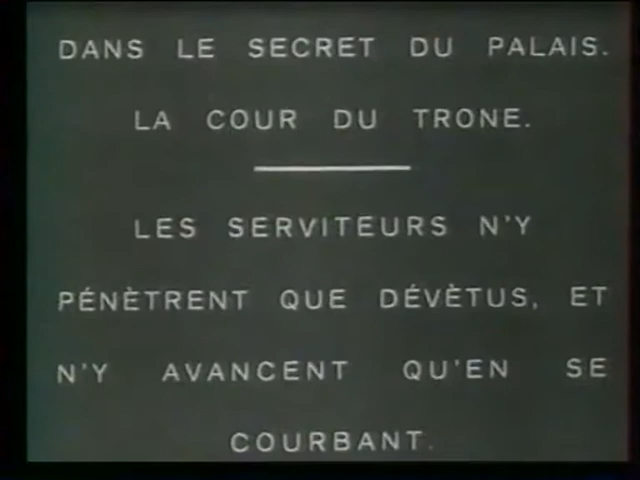 DANS LE SECRET DU PALAIS.
LA COUR DU TRONE.
LES SERVITEURS N'Y
PÉNÈTRENT QUE DÉVÈTUS, ET
N'Y AVANCENT QU'EN SE
COURBANT.